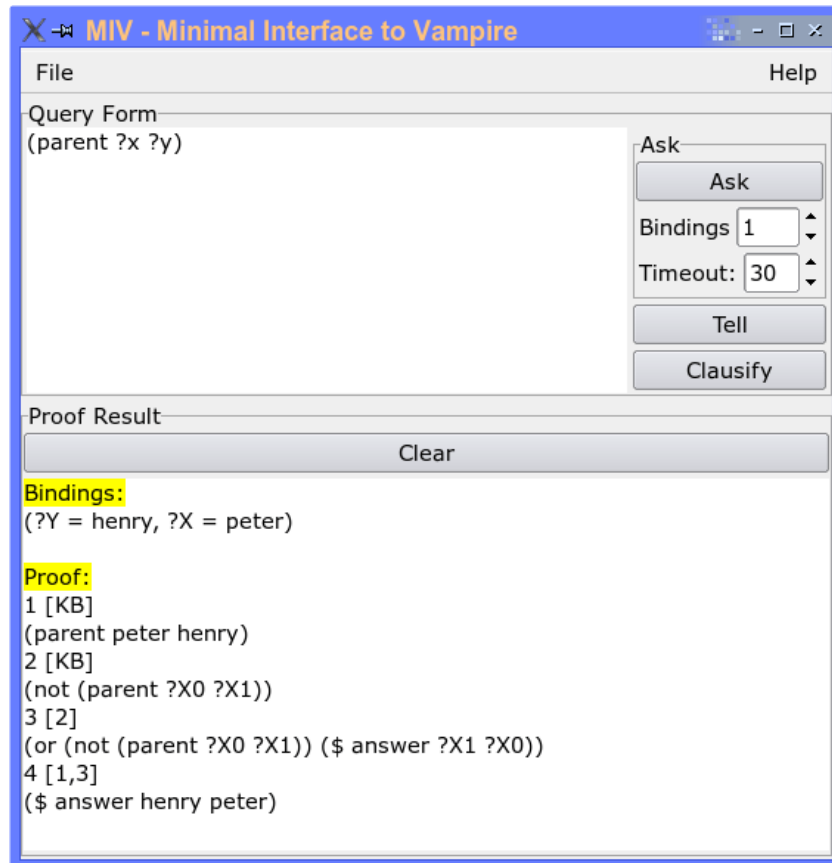 MIV - Minimal Interface to Vampire
File Help
Query Form
(parent ?x ?y)
Ask
Ask
Bindings 1
Timeout: 30
Tell
Clausify
Proof Result
Clear
Bindings:
(?Y = henry, ?X = peter)
Proof:
1 [KB]
(parent peter henry)
2 [KB]
(not (parent ?X0 ?X1))
3 [2]
(or (not (parent ?X0 ?X1)) ($ answer ?X1 ?X0))
4 [1,3]
($ answer henry peter)